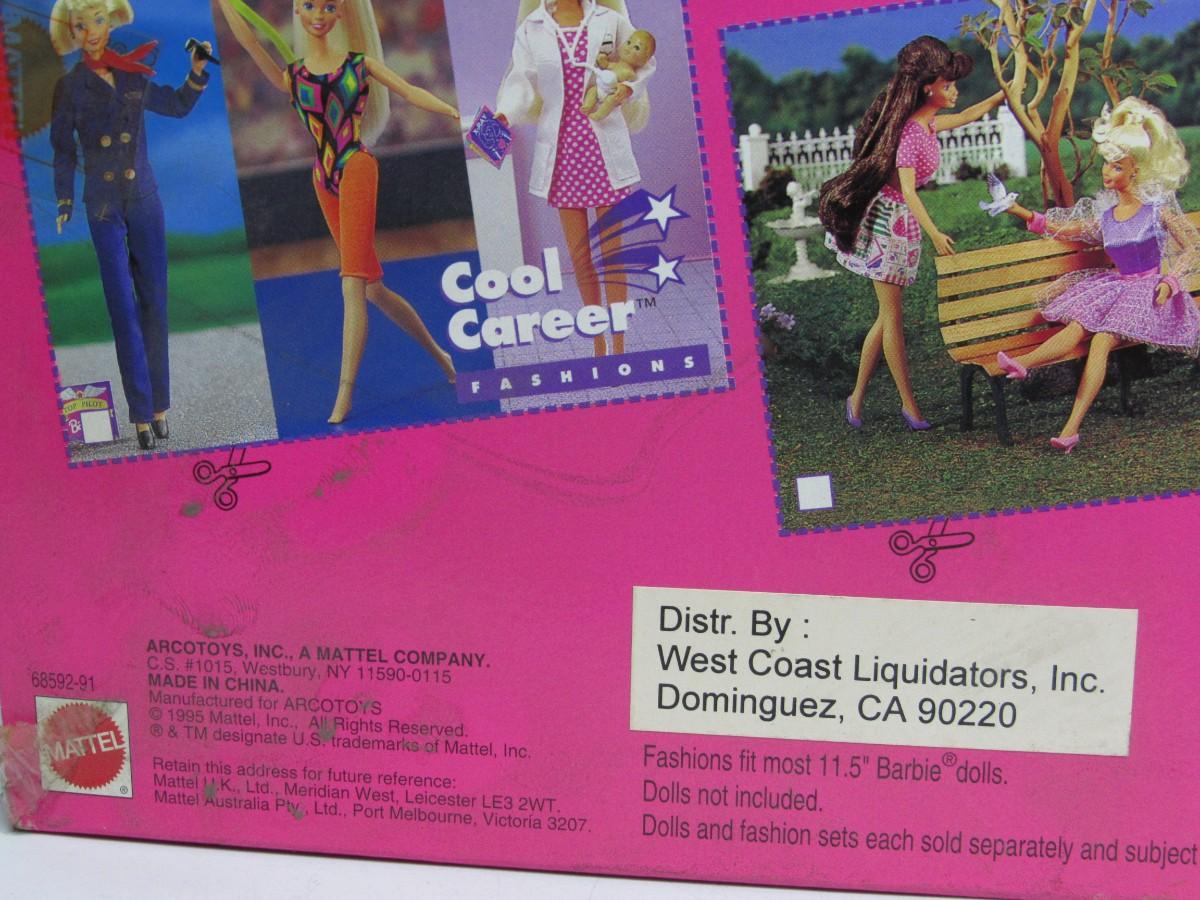 TOP PILOT
Cool
Career™
FASHIONS
68592-91
MATTEL®
ARCOTOYS, INC., A MATTEL COMPANY.
C.S. #1015, Westbury, NY 11590-0115
MADE IN CHINA.
Manufactured for ARCOTOYS
© 1995 Mattel, Inc., All Rights Reserved.
® & TM designate U.S. trademarks of Mattel, Inc.
Retain this address for future reference:
Mattel U.K., Ltd., Meridian West, Leicester LE3 2WT.
Mattel Australia Pty., Ltd., Port Melbourne, Victoria 3207.
Distr. By :
West Coast Liquidators, Inc.
Dominguez, CA 90220
Fashions fit most 11.5" Barbie® dolls.
Dolls not included.
Dolls and fashion sets each sold separately and subject